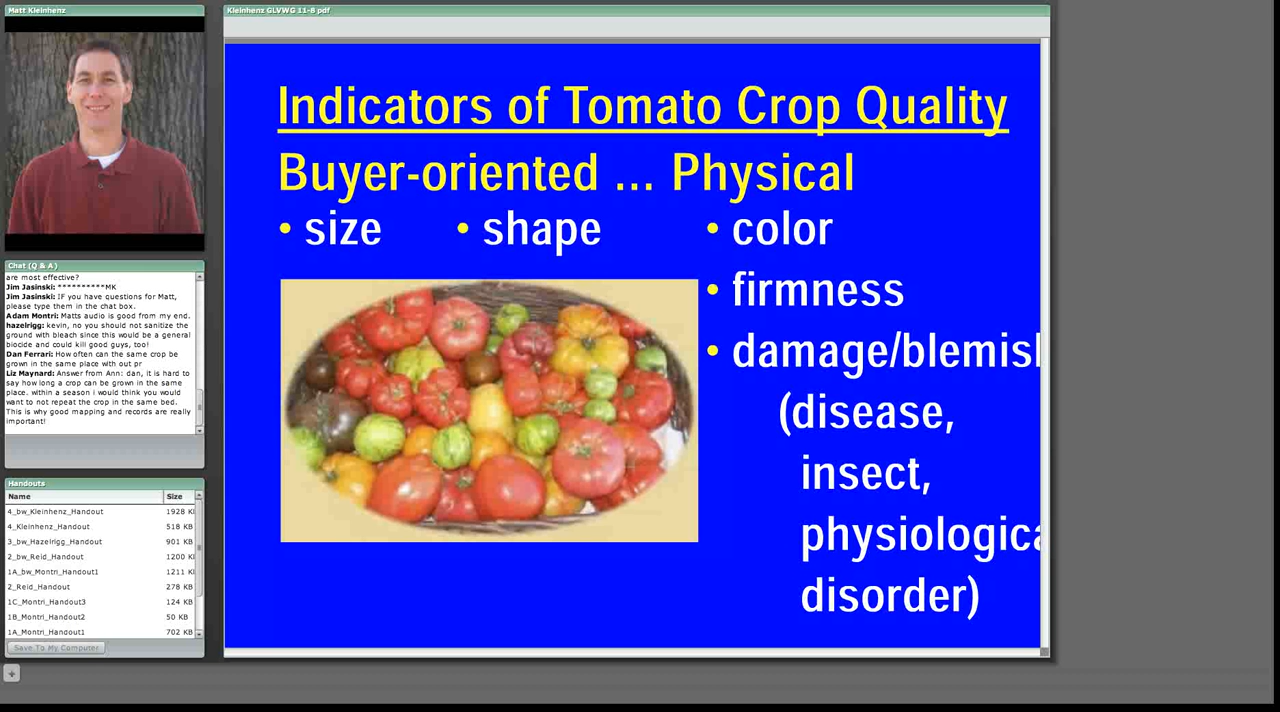 Matt Kleinhenz
Chat (Q & A)
are most effective?
Jim Jasinski: **********MK
Jim Jasinski: IF you have questions for Matt,
please type them in the chat box.
Adam Montri: Matts audio is good from my end.
hazelrigg: kevin, no you should not sanitize the
ground with bleach since this would be a general
biocide and could kill good guys, too!
Dan Ferrari: How often can the same crop be
grown in the same place with out pr
Liz Maynard: Answer from Ann: dan, it is hard to
say how long a crop can be grown in the same
place. within a season i would think you would
want to not repeat the crop in the same bed.
This is why good mapping and records are really
important!
Handouts
Name Size
4_bw_Kleinhenz_Handout 1928 K
4_Kleinhenz_Handout 518 KB
3_bw_Hazelrigg_Handout 901 KB
2_bw_Reid_Handout 1200 K
1A_bw_Montri_Handout1 1211 K
2_Reid_Handout 278 KB
1C_Montri_Handout3 124 KB
1B_Montri_Handout2 50 KB
1A_Montri_Handout1 702 KB
Save To My Computer
+
Kleinhenz GLVWG 11-8 pdf
Indicators of Tomato Crop Quality
Buyer-oriented ... Physical
• size • shape • color
• firmness
• damage/blemish
(disease,
insect,
physiologica
disorder)